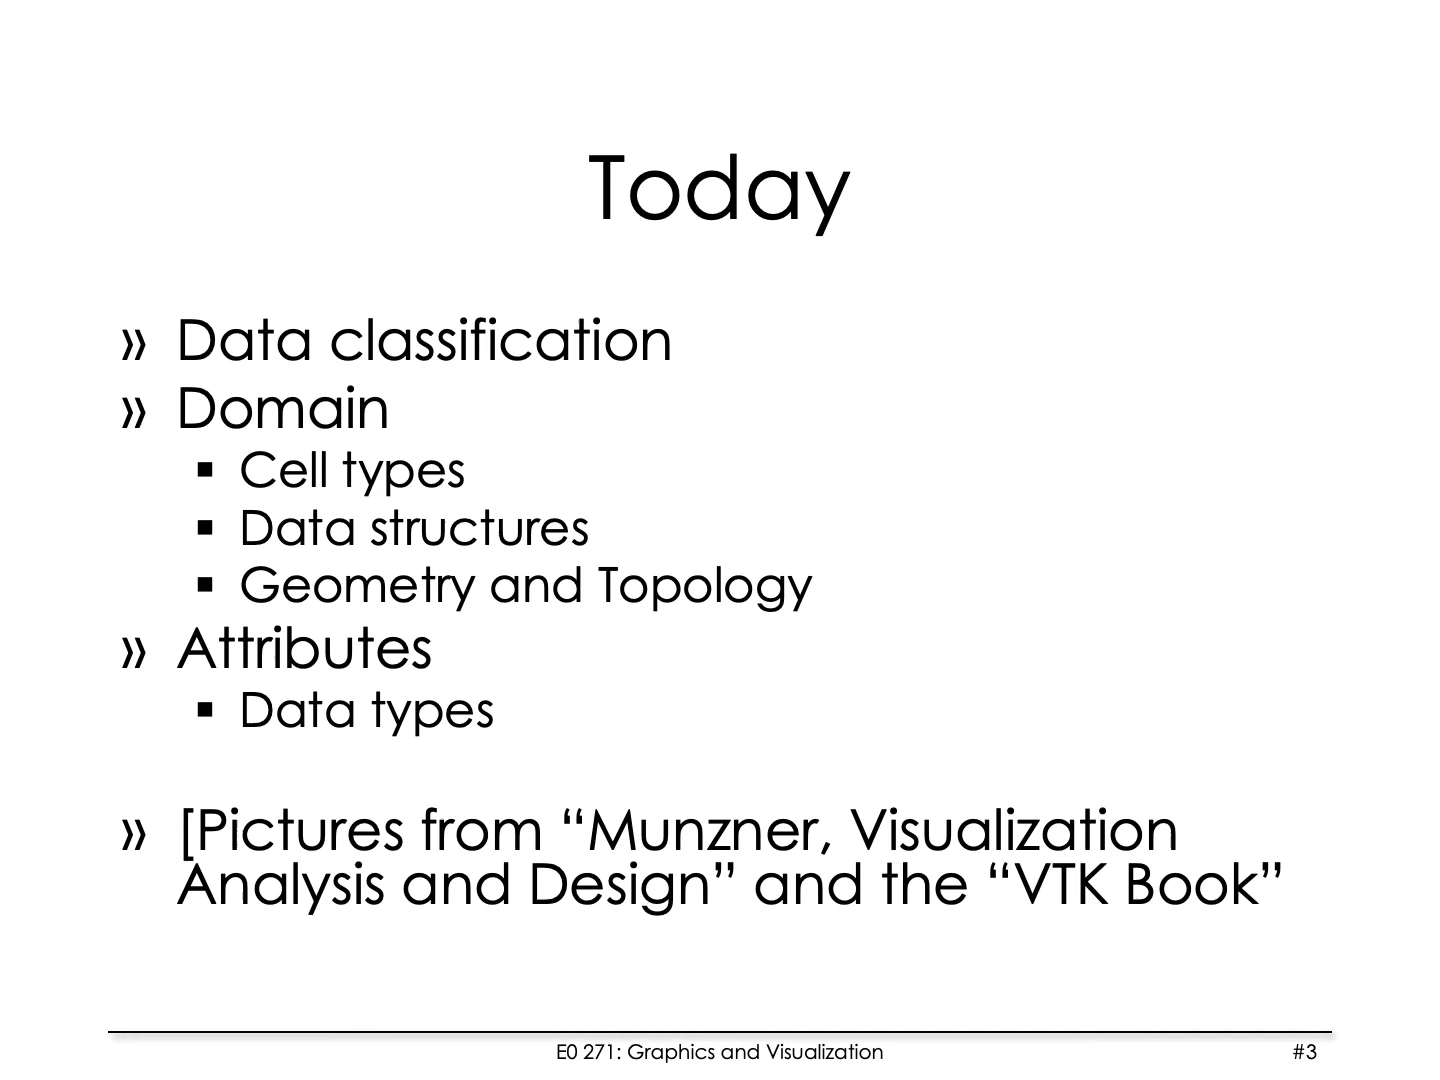 Today
» Data classification
» Domain
▪ Cell types
▪ Data structures
▪ Geometry and Topology
» Attributes
▪ Data types
» [Pictures from “Munzner, Visualization
Analysis and Design” and the “VTK Book”
E0 271: Graphics and Visualization
#3